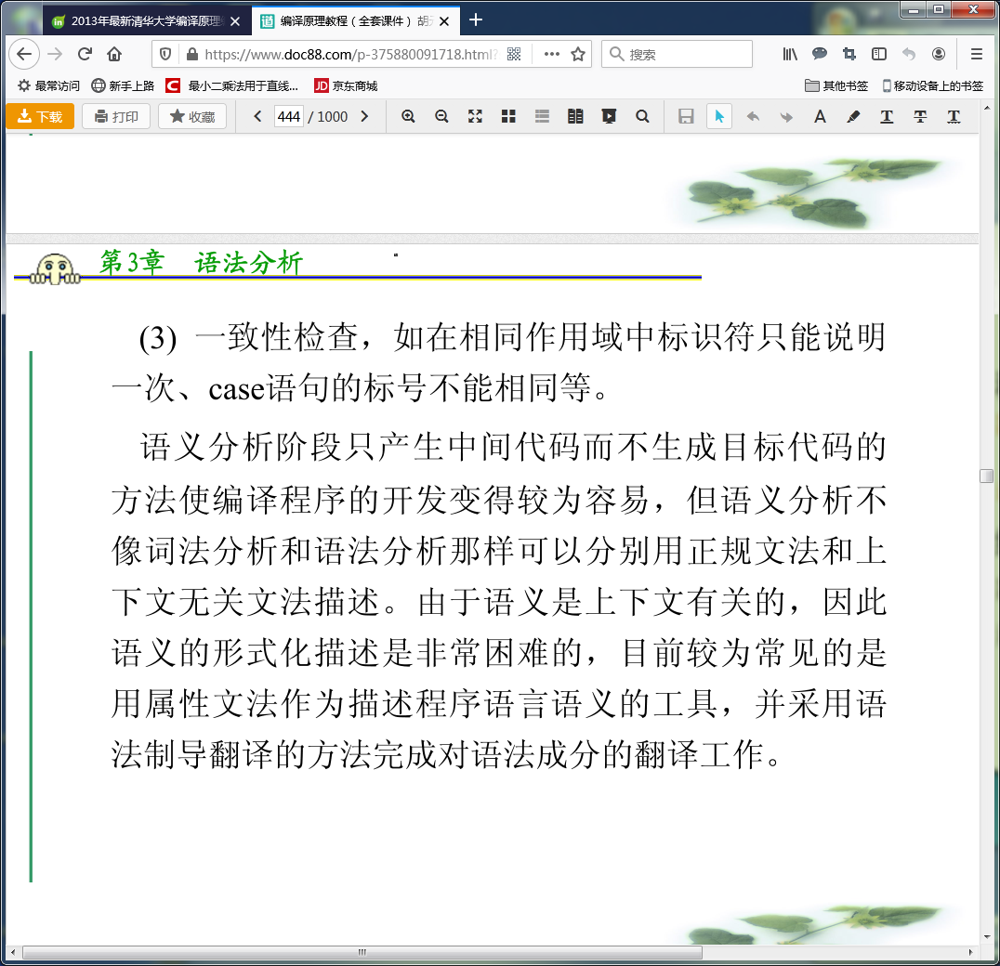 2013年最新清华大学编译原理
编译原理教程（全套课件）胡
https://www.doc88.com/p-375880091718.html?
搜索
最常访问
新手上路
最小二乘法用于直线...
京东商城
其他书签
移动设备上的书签
下载
打印
收藏
444 / 1000
第3章 语法分析
(3) 一致性检查，如在相同作用域中标识符只能说明
一次、case语句的标号不能相同等。
语义分析阶段只产生中间代码而不生成目标代码的
方法使编译程序的开发变得较为容易，但语义分析不
像词法分析和语法分析那样可以分别用正规文法和上
下文无关文法描述。由于语义是上下文有关的，因此
语义的形式化描述是非常困难的，目前较为常见的是
用属性文法作为描述程序语言语义的工具，并采用语
法制导翻译的方法完成对语法成分的翻译工作。